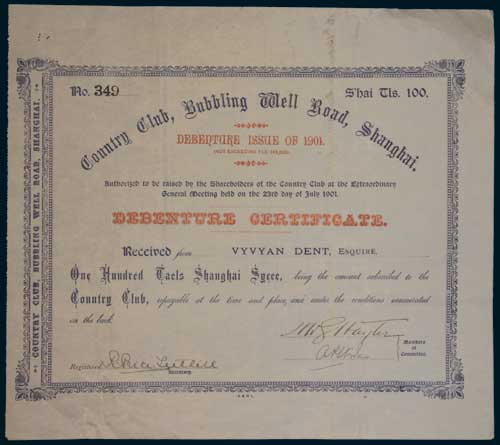 No. 349
S'hai Tls. 100.
Country Club, Bubbling Well Road, Shanghai.
DEBENTURE ISSUE OF 1901.
Authorized to be raised by the Shareholders of the Country Club at the Extraordinary
General Meeting held on the 23rd day of July 1901.
DEBENTURE CERTIFICATE.
Received from VYVYAN DENT, ESQUIRE.
One Hundred Taels Shanghai Sycee, being the amount subscribed to the
Country Club, repayable at the time and place and under the conditions enumerated
on the back.
Members of
Committee.
Registered
Secretary.
COUNTRY CLUB, BUBBLING WELL ROAD, SHANGHAI.